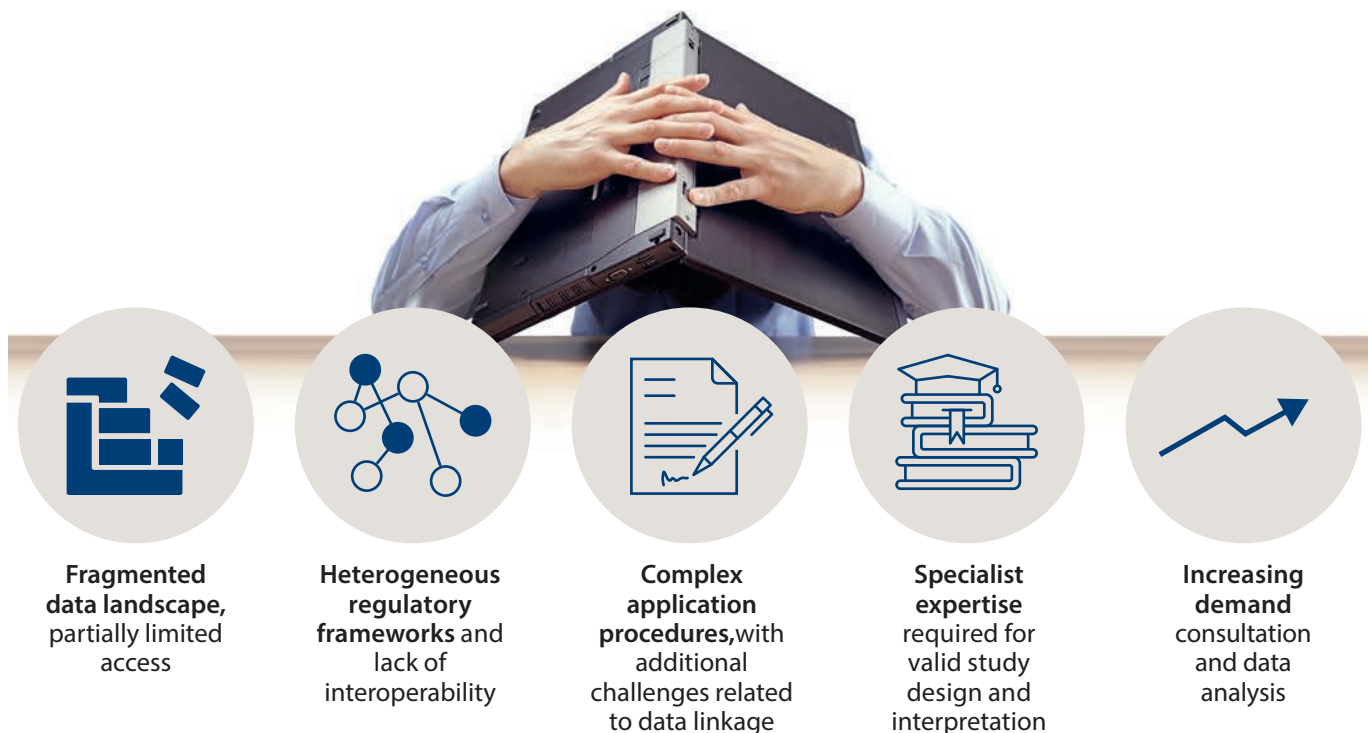 Fragmented
data landscape,
partially limited
access
Heterogeneous
regulatory
frameworks and
lack of
interoperability
Complex
application
procedures,with
additional
challenges related
to data linkage
Specialist
expertise
required for
valid study
design and
interpretation
Increasing
demand
consultation
and data
analysis